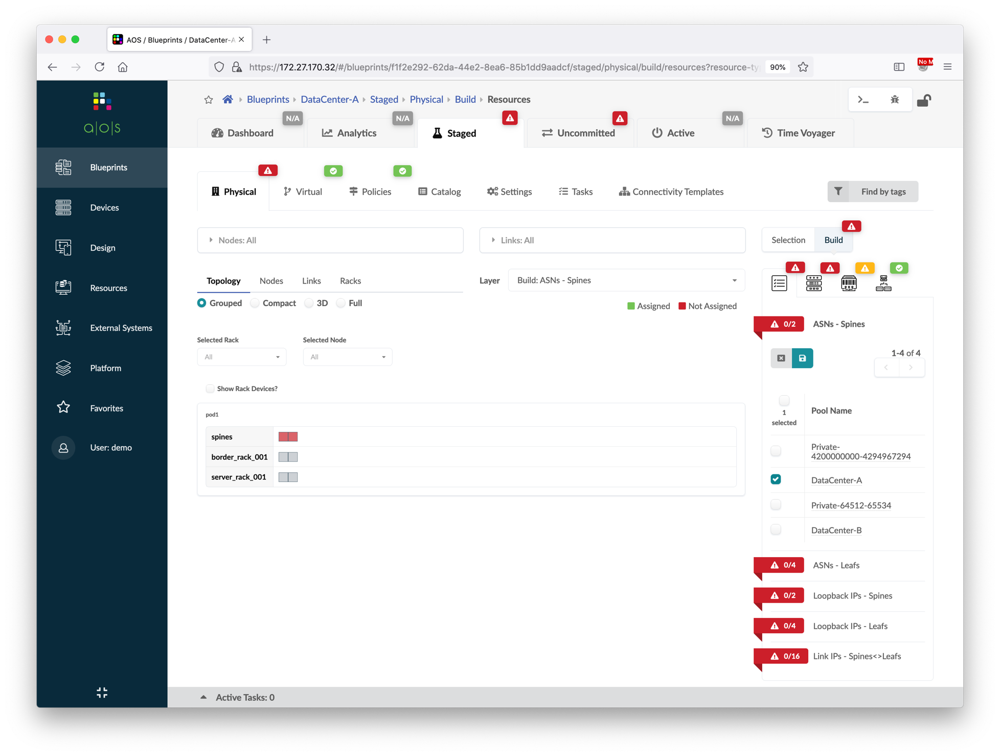 AOS / Blueprints / DataCenter-A
https://172.27.170.32/#/blueprints/f1f2e292-62da-44e2-8ea6-85b1dd9aadcf/staged/physical/build/resources?resource-ty
90%
No M
a|o|s
Blueprints
Devices
Design
Resources
External Systems
Platform
Favorites
User: demo
Blueprints DataCenter-A Staged Physical Build Resources
N/A N/A N/A
Dashboard Analytics Staged Uncommitted Active Time Voyager
Physical Virtual Policies Catalog Settings Tasks Connectivity Templates Find by tags
Nodes: All
Links: All
Selection Build
Topology Nodes Links Racks
Layer Build: ASNs - Spines
Grouped Compact 3D Full
Assigned Not Assigned
Selected Rack Selected Node
All All
Show Rack Devices?
pod1
spines
border_rack_001
server_rack_001
0/2 ASNs - Spines
1-4 of 4
1 selected
Pool Name
Private-
4200000000-4294967294
DataCenter-A
Private-64512-65534
DataCenter-B
0/4 ASNs - Leafs
0/2 Loopback IPs - Spines
0/4 Loopback IPs - Leafs
0/16 Link IPs - Spines<>Leafs
Active Tasks: 0